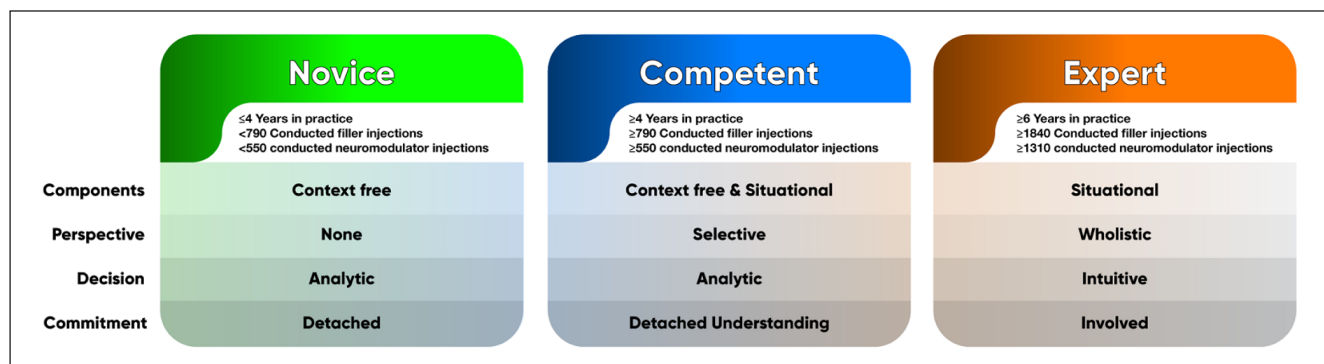 Novice
≤4 Years in practice
<790 Conducted filler injections
<550 conducted neuromodulator injections
Competent
≥4 Years in practice
≥790 Conducted filler injections
≥550 conducted neuromodulator injections
Expert
≥6 Years in practice
≥1840 Conducted filler injections
≥1310 conducted neuromodulator injections
Components Context free Context free & Situational Situational
Perspective None Selective Wholistic
Decision Analytic Analytic Intuitive
Commitment Detached Detached Understanding Involved